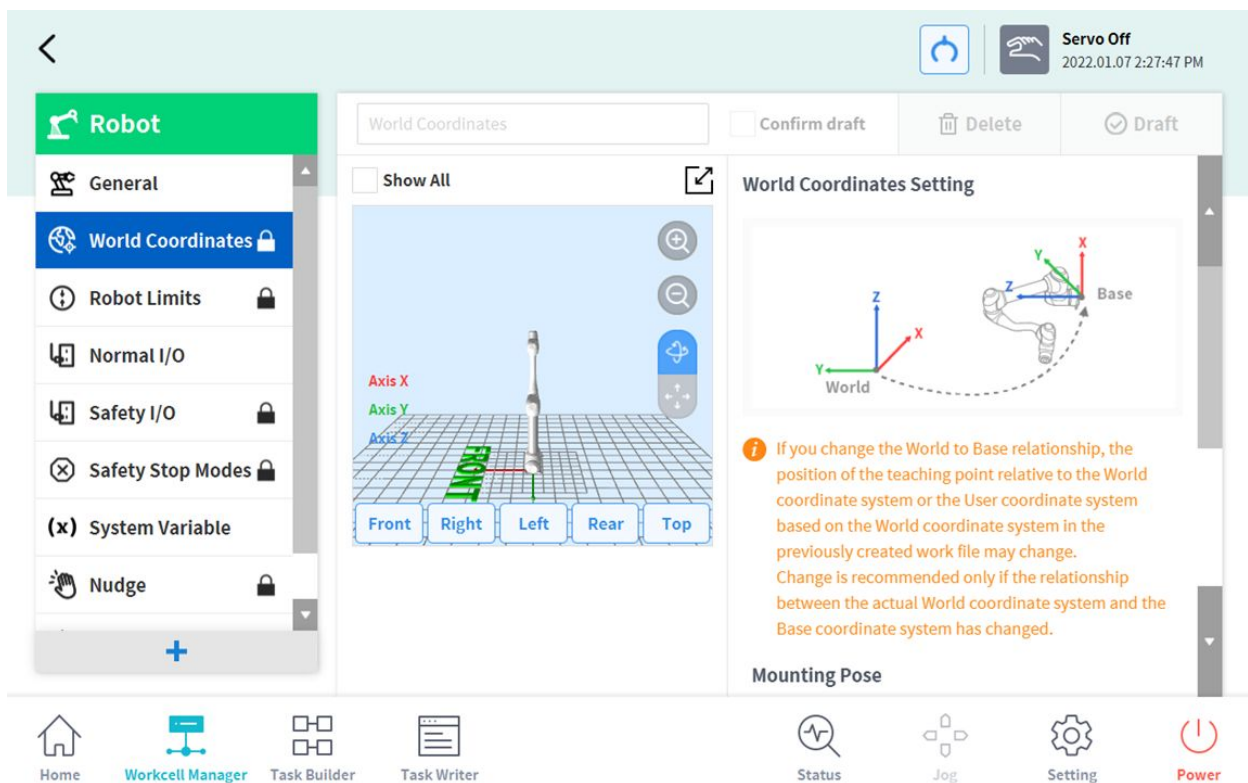 Servo Off
2022.01.07 2:27:47 PM
Robot
General
World Coordinates
Robot Limits
Normal I/O
Safety I/O
Safety Stop Modes
(x) System Variable
Nudge
+
World Coordinates
Confirm draft
Delete
Draft
Show All
Axis X
Axis Y
Axis Z
FRONT
Front
Right
Left
Rear
Top
World Coordinates Setting
X
Y
Z
Base
Z
X
Y
World
i If you change the World to Base relationship, the
position of the teaching point relative to the World
coordinate system or the User coordinate system
based on the World coordinate system in the
previously created work file may change.
Change is recommended only if the relationship
between the actual World coordinate system and the
Base coordinate system has changed.
Mounting Pose
Home
Workcell Manager
Task Builder
Task Writer
Status
Jog
Setting
Power